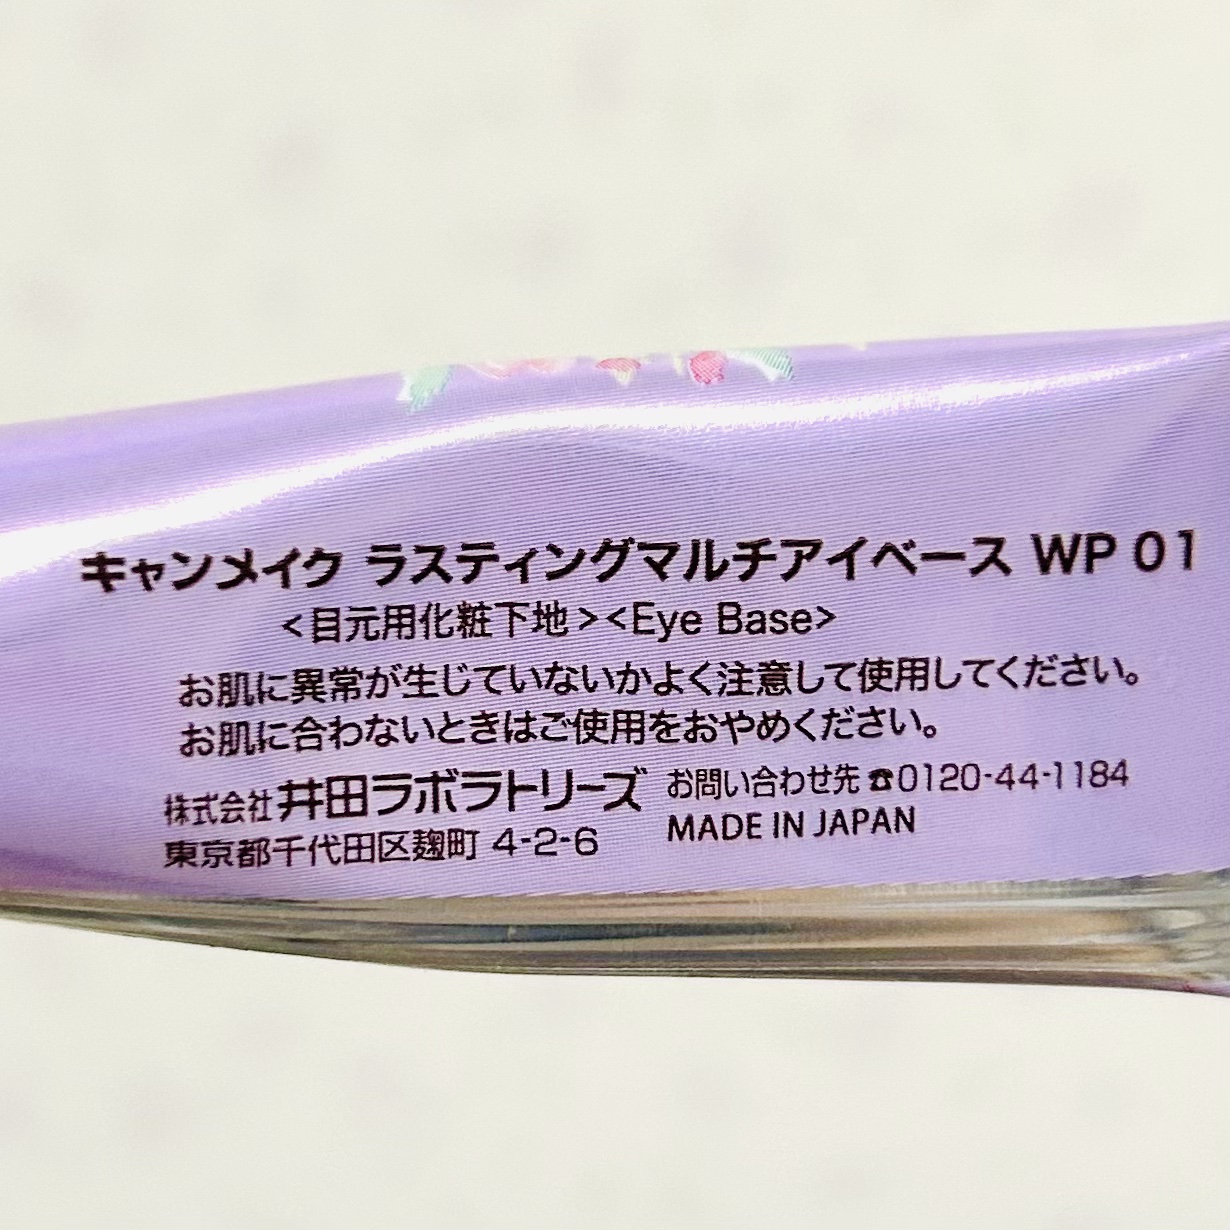 キャンメイク ラスティングマルチアイベース WP 01
<目元用化粧下地><Eye Base>
お肌に異常が生じていないかよく注意して使用してください。
お肌に合わないときはご使用をおやめください。
株式会社井田ラボラトリーズ
東京都千代田区麹町 4-2-6
お問い合わせ先☎0120-44-1184
MADE IN JAPAN